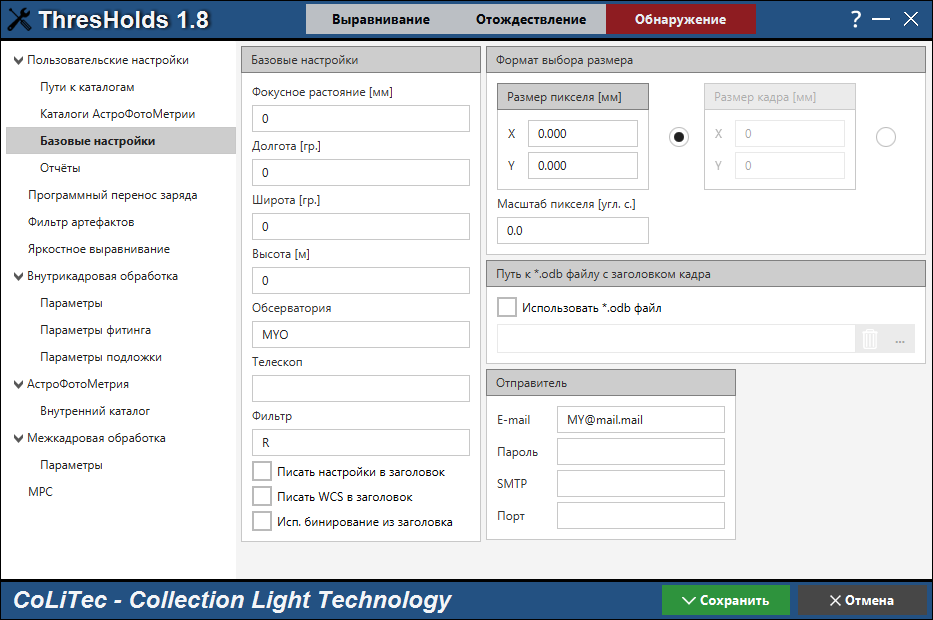 ThresHolds 1.8
Выравнивание Отождествление Обнаружение
Пользовательские настройки
Пути к каталогам
Каталоги АстроФотоМетрии
Базовые настройки
Отчёты
Программный перенос заряда
Фильтр артефактов
Яркостное выравнивание
Внутрикадровая обработка
Параметры
Параметры фитинга
Параметры подложки
АстроФотоМетрия
Внутренний каталог
Межкадровая обработка
Параметры
МРС
Базовые настройки
Фокусное растояние [мм]
0
Долгота [гр.]
0
Широта [гр.]
0
Высота [м]
0
Обсерватория
MYO
Телескоп
Фильтр
R
Писать настройки в заголовок
Писать WCS в заголовок
Исп. бинирование из заголовка
Формат выбора размера
Размер пикселя [мм]
X 0.000
Y 0.000
Размер кадра [мм]
X 0
Y 0
Масштаб пикселя [угл. с.]
0.0
Путь к *.odb файлу с заголовком кадра
Использовать *.odb файл
...
Отправитель
E-mail MY@mail.mail
Пароль
SMTP
Порт
CoLiTec - Collection Light Technology
Сохранить Отмена